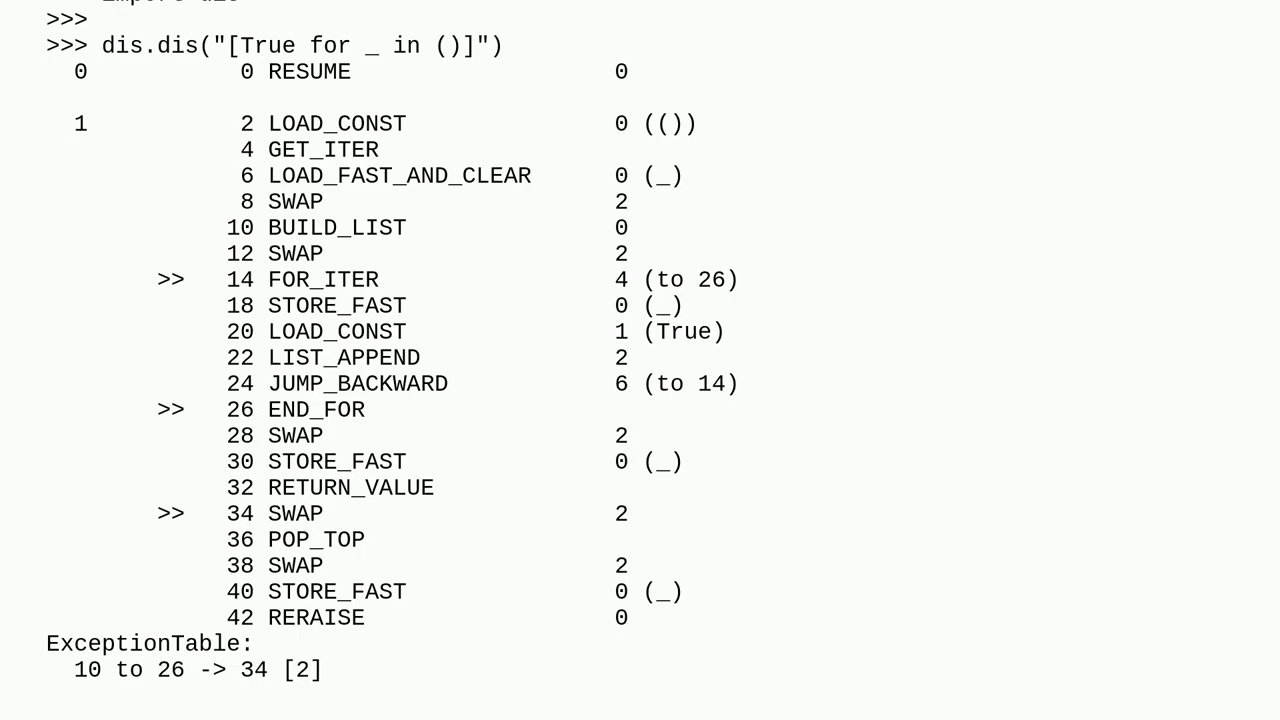 >>>
>>> dis.dis("[True for _ in ()]")
  0           0 RESUME                   0

  1           2 LOAD_CONST               0 (())
              4 GET_ITER
              6 LOAD_FAST_AND_CLEAR      0 (_)
              8 SWAP                     2
             10 BUILD_LIST               0
             12 SWAP                     2
        >>   14 FOR_ITER                 4 (to 26)
             18 STORE_FAST               0 (_)
             20 LOAD_CONST               1 (True)
             22 LIST_APPEND              2
             24 JUMP_BACKWARD            6 (to 14)
        >>   26 END_FOR
             28 SWAP                     2
             30 STORE_FAST               0 (_)
             32 RETURN_VALUE
        >>   34 SWAP                     2
             36 POP_TOP
             38 SWAP                     2
             40 STORE_FAST               0 (_)
             42 RERAISE                  0
ExceptionTable:
  10 to 26 -> 34 [2]